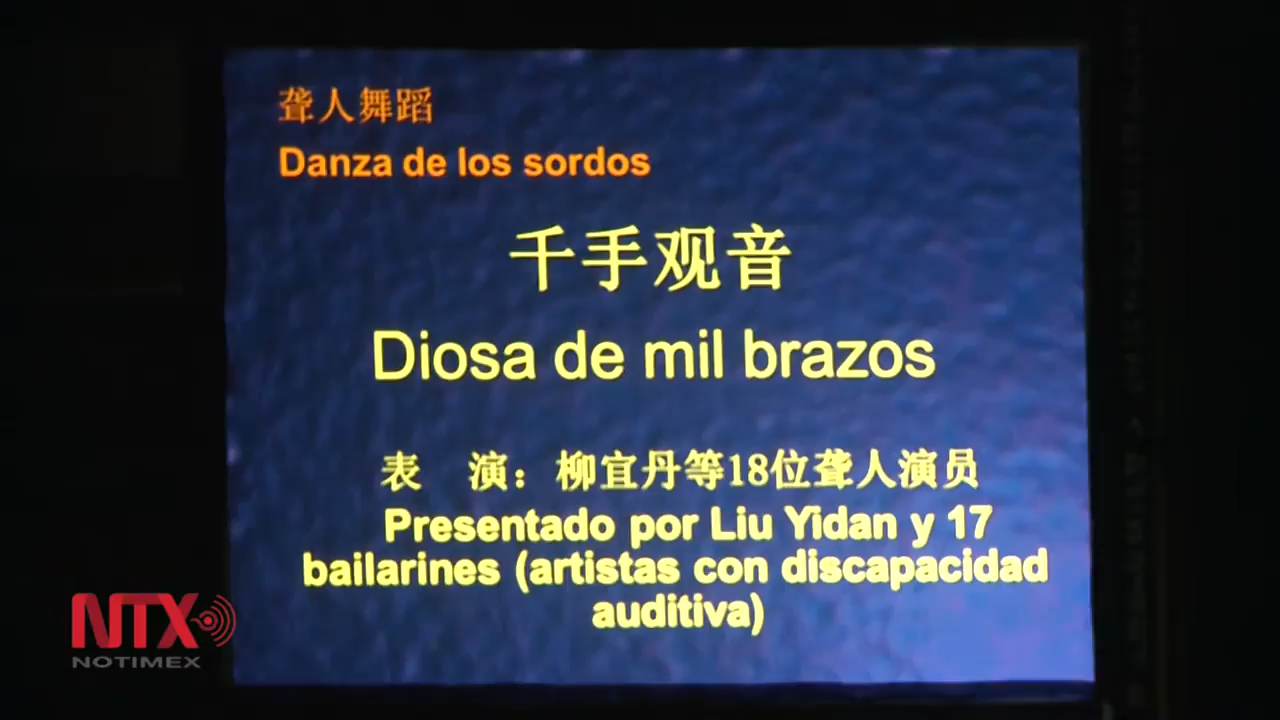 聋人舞蹈
Danza de los sordos
千手观音
Diosa de mil brazos
表 演：柳宜丹等18位聋人演员
Presentado por Liu Yidan y 17
bailarines (artistas con discapacidad
auditiva)
NTX
NOTIMEX